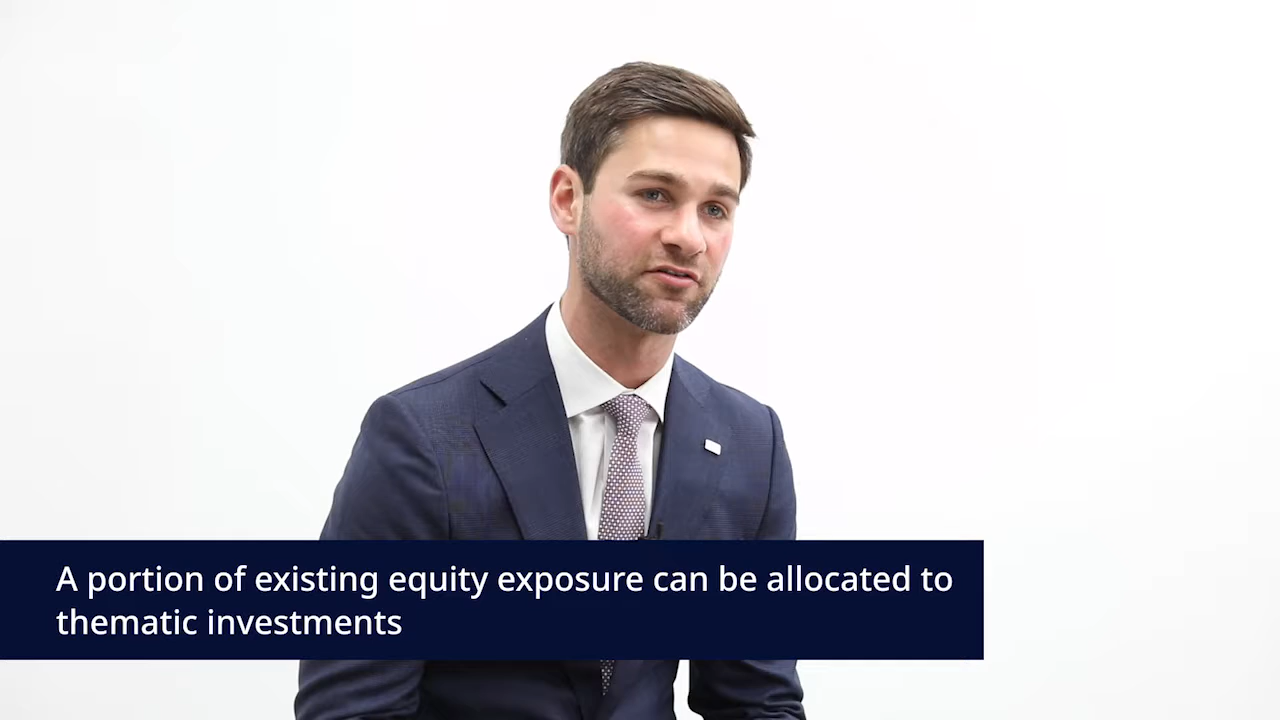 A portion of existing equity exposure can be allocated to
thematic investments